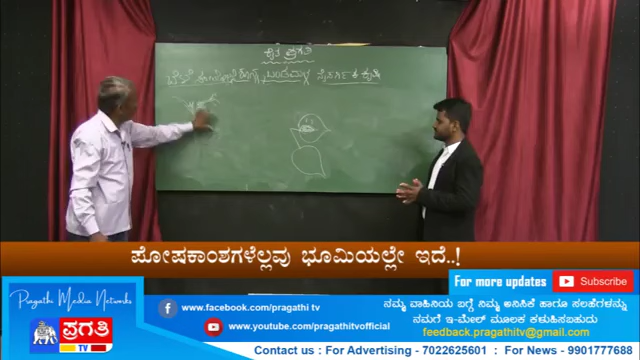 ರೈತ ಪ್ರಗತಿ
ನೈಸರ್ಗಿಕ ಕೃಷಿ
ಪೋಷಕಾಂಶಗಳೆಲ್ಲವು ಭೂಮಿಯಲ್ಲೇ ಇದೆ..!
For more updates
Subscribe
Pragathi Media Networks
ಪ್ರಗತಿ
TV
www.facebook.com/pragathi tv
www.youtube.com/pragathitvofficial
ನಮ್ಮ ವಾಹಿನಿಯ ಬಗ್ಗೆ ನಿಮ್ಮ ಅನಿಸಿಕೆ ಹಾಗೂ ಸಲಹೆಗಳನ್ನು
ನಮಗೆ ಇ-ಮೇಲ್ ಮೂಲಕ ಕಳುಹಿಸಬಹುದು
feedback.pragathitv@gmail.com
Contact us : For Advertising - 7022625601 : For News - 9901777688